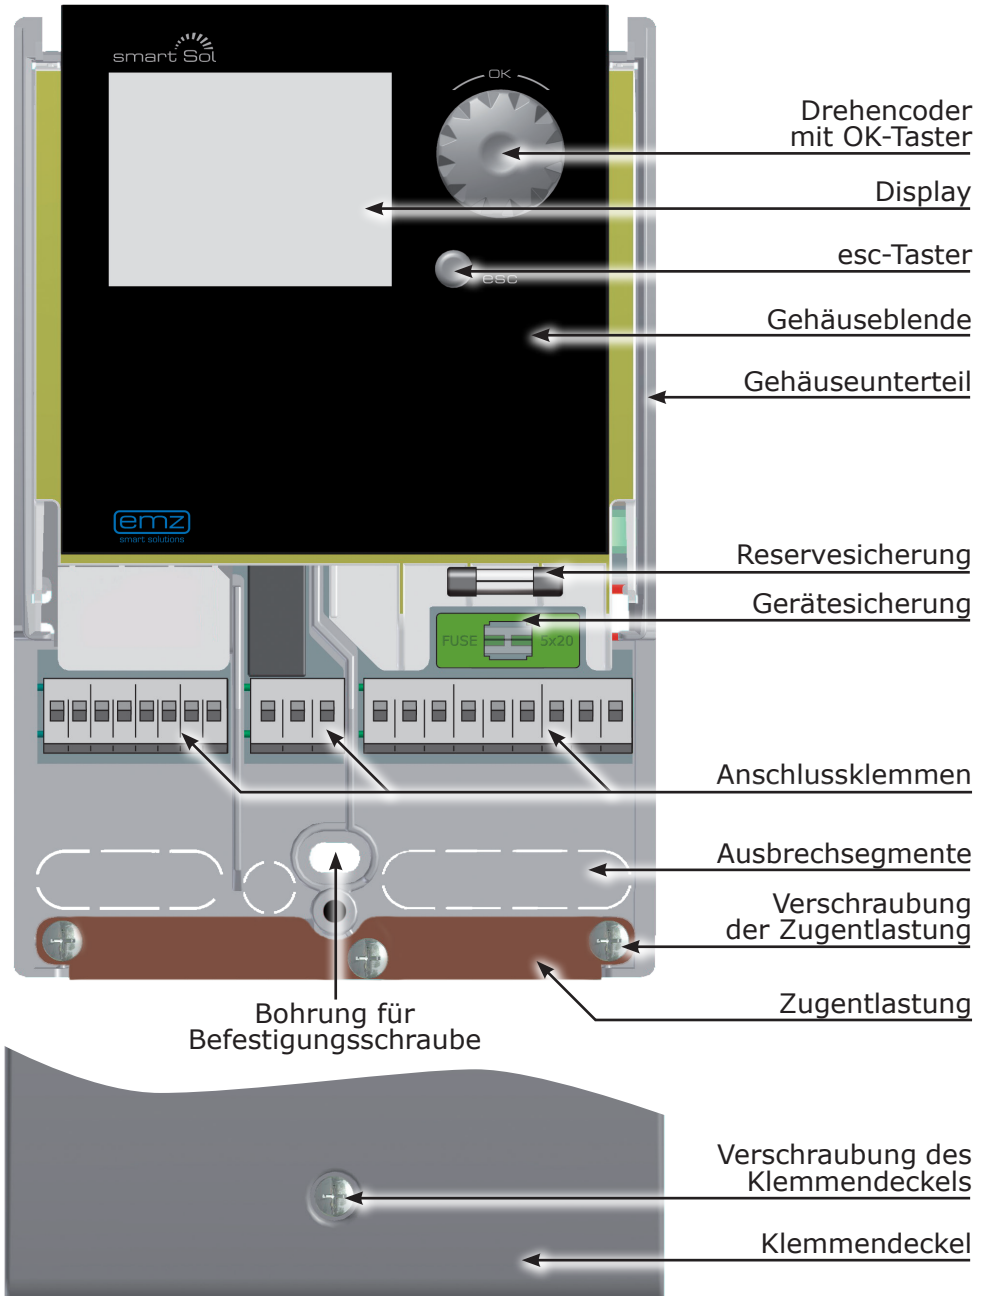 smart Sol
OK
Drehencoder
mit OK-Taster
Display
esc-Taster
esc
Gehäuseblende
Gehäuseunterteil
emz
smart solutions
Reservesicherung
Gerätesicherung
FUSE 5x20
Anschlussklemmen
Ausbrechsegmente
Verschraubung
der Zugentlastung
Zugentlastung
Bohrung für
Befestigungsschraube
Verschraubung des
Klemmendeckels
Klemmendeckel